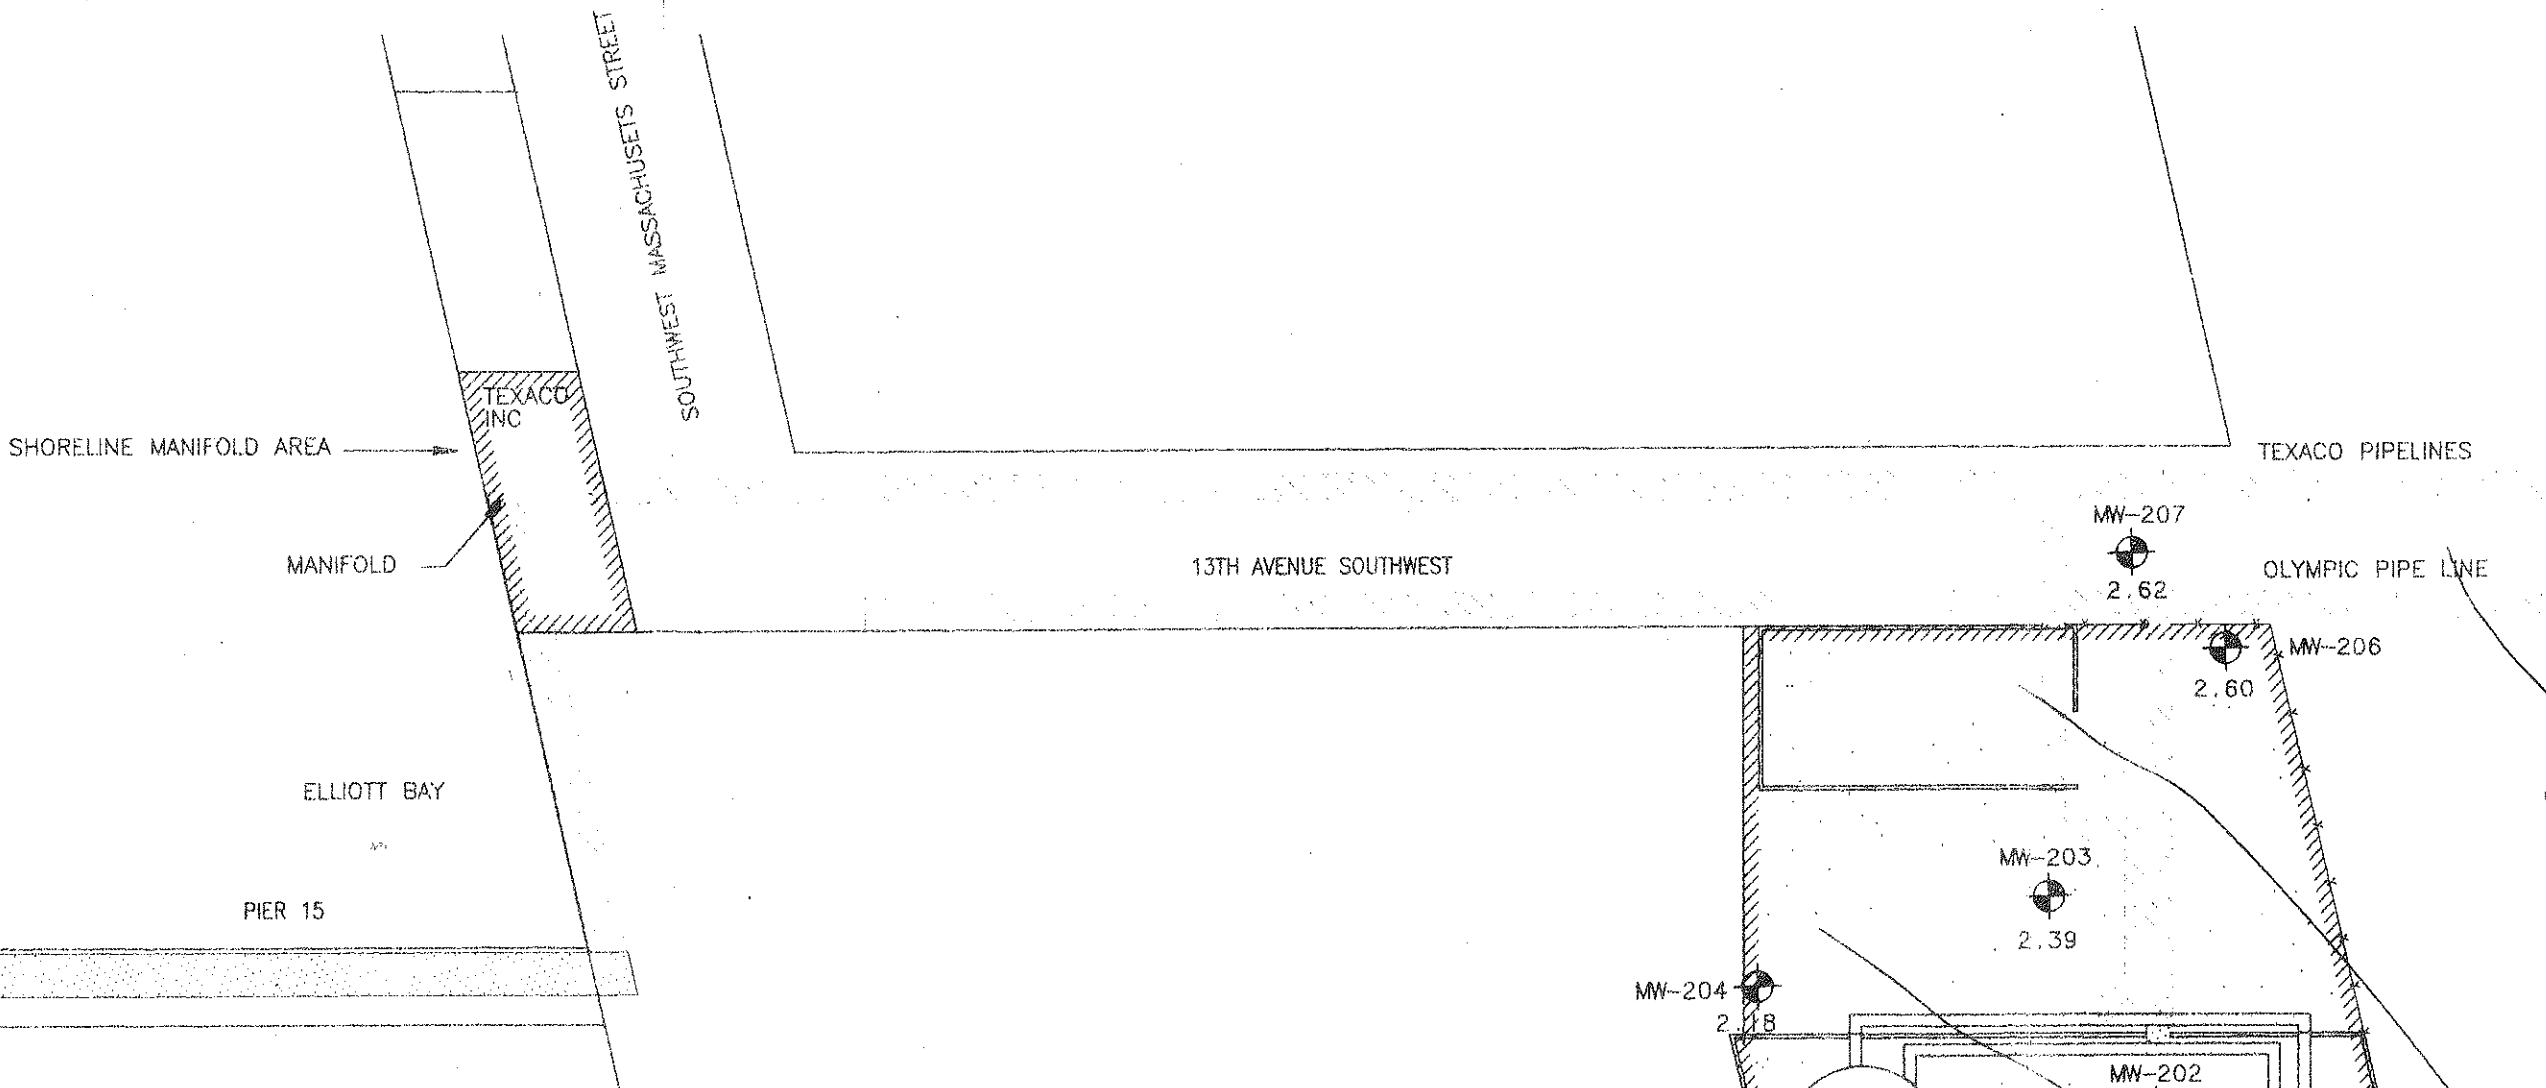 SOUTHWEST MASSACHUSETS STREET
TEXACO
INC
SHORELINE MANIFOLD AREA
TEXACO PIPELINES
MW-207
MANIFOLD
13TH AVENUE SOUTHWEST
OLYMPIC PIPE LINE
2.62
MW-206
2.60
ELLIOTT BAY
MW-203
PIER 15
2.39
MW-204
2.18
MW-202